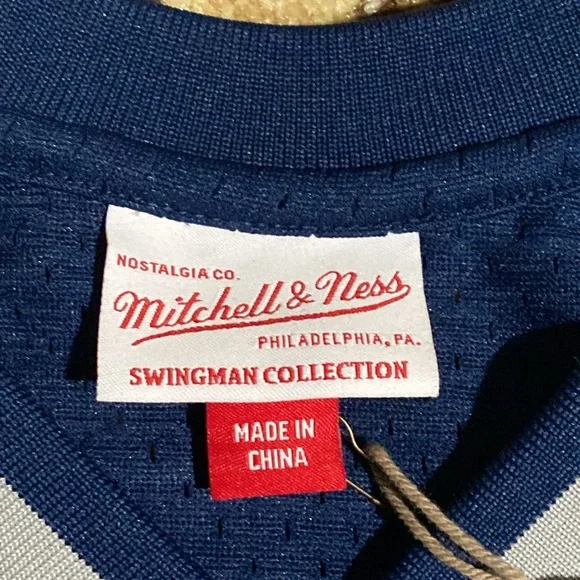 NOSTALGIA CO.
Mitchell & Ness
PHILADELPHIA, PA.
SWINGMAN COLLECTION
MADE IN
CHINA